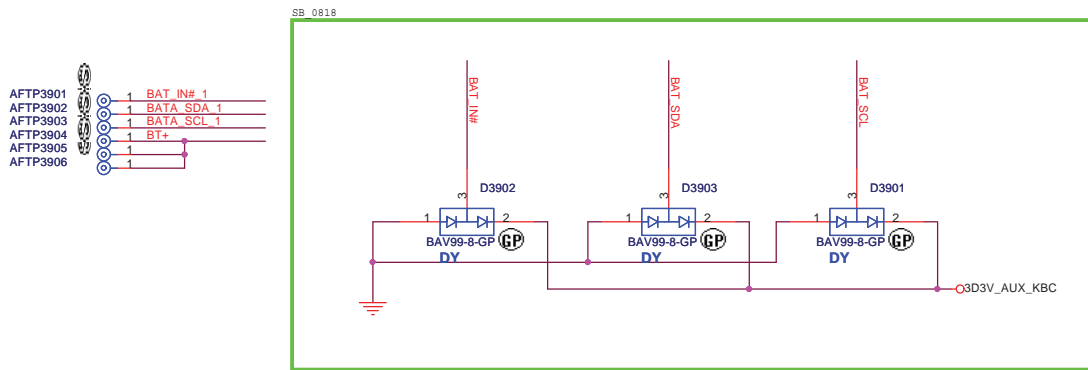 SB_0818
AFTP3901 1 BAT_IN#_1
AFTP3902 1 BATA_SDA_1
AFTP3903 1 BATA_SCL_1
AFTP3904 1 BT+
AFTP3905 1
AFTP3906 1
BAT_IN#
BAT_SDA
BAT_SCL
3 D3902
3 D3903
3 D3901
1 2
1 2
1 2
BAV99-8-GP GP
BAV99-8-GP GP
BAV99-8-GP GP
DY
DY
DY
3D3V_AUX_KBC